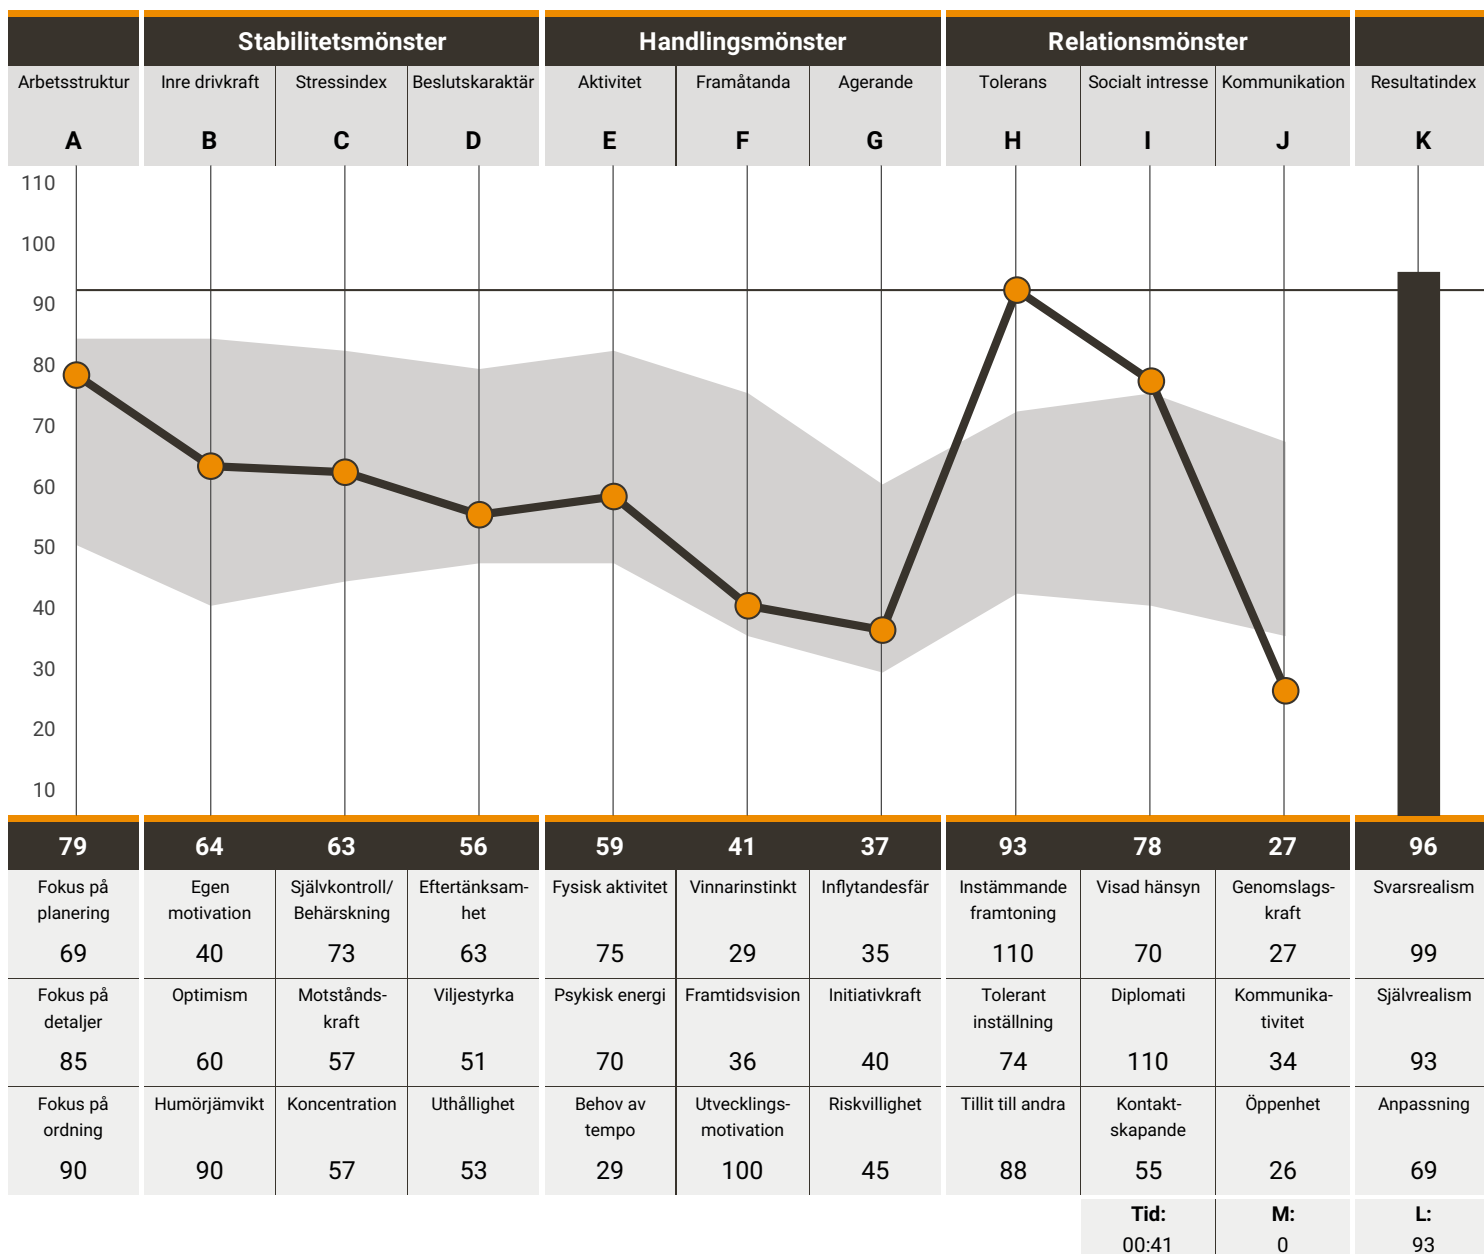 Stabilitetsmönster Handlingsmönster Relationsmönster
Arbetsstruktur Inre drivkraft Stressindex Beslutskaraktär Aktivitet Framåtanda Agerande Tolerans Socialt intresse Kommunikation Resultatindex
A B C D E F G H I J K
110
100
90
80
70
60
50
40
30
20
10
79 64 63 56 59 41 37 93 78 27 96
Fokus på Egen Självkontroll/ Eftertänksam- Fysisk aktivitet Vinnarinstinkt Inflytandesfär Instämmande Visad hänsyn Genomslags- Svarsrealism
planering motivation Behärskning het framtoning kraft
69 40 73 63 75 29 35 110 70 27 99
Fokus på Optimism Motstånds- Viljestyrka Psykisk energi Framtidsvision Initiativkraft Tolerant Diplomati Kommunika- Självrealism
detaljer kraft inställning tivitet
85 60 57 51 70 36 40 74 110 34 93
Fokus på Humörjämvikt Koncentration Uthållighet Behov av Utvecklings- Riskvillighet Tillit till andra Kontakt- Öppenhet Anpassning
ordning tempo motivation skapande
90 90 57 53 29 100 45 88 55 26 69
Tid: M: L:
00:41 0 93